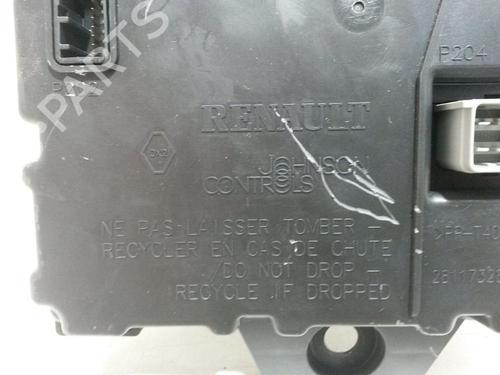 PARTS
P204
RENAULT
JOHNSON
CONTROLS
NE PAS LAISSER TOMBER -
RECYCLER EN CAS DE CHUTE
/DO NOT DROP -
RECYCLE IF DROPPED